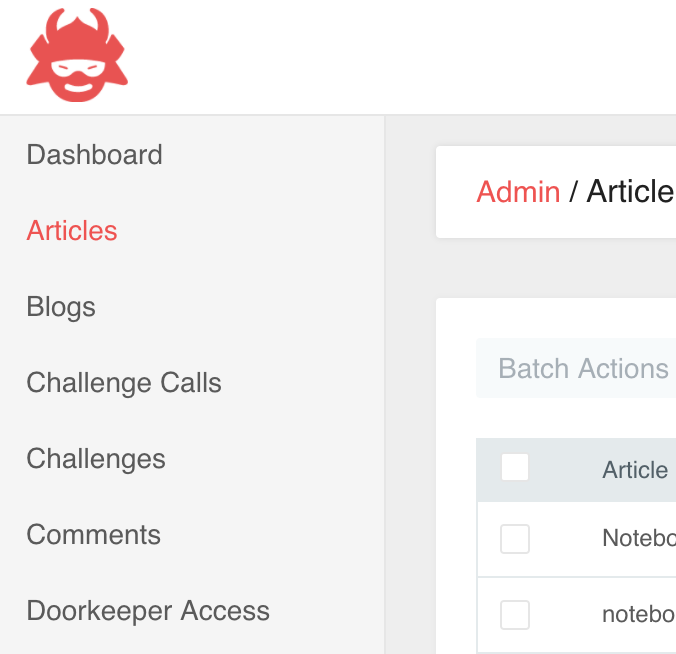 Dashboard
Articles
Blogs
Challenge Calls
Challenges
Comments
Doorkeeper Access
Admin / Article
Batch Actions
Article
Notebo
notebo